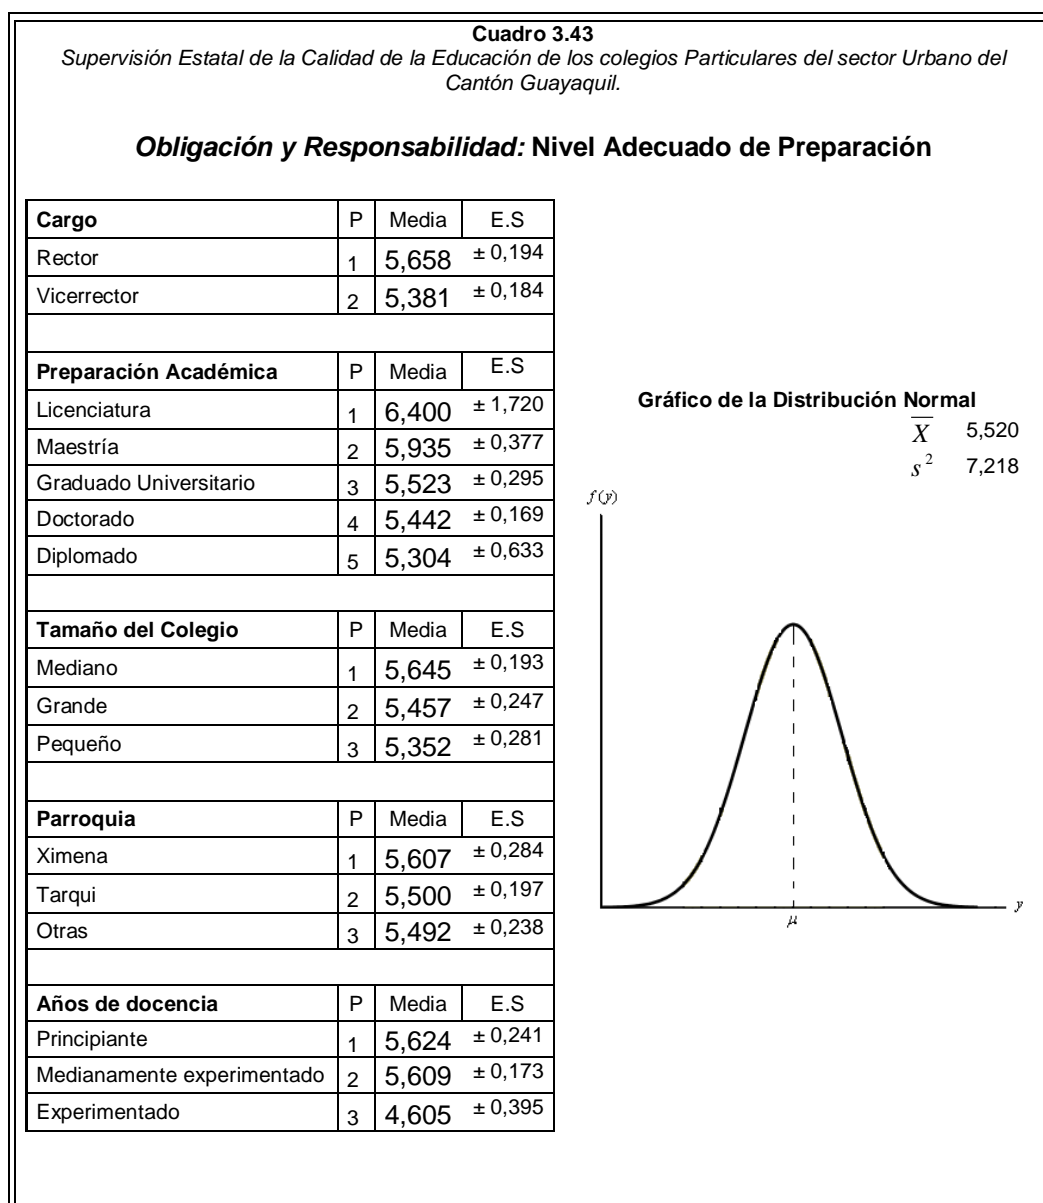 Cuadro 3.43
Supervisión Estatal de la Calidad de la Educación de los colegios Particulares del sector Urbano del
Cantón Guayaquil.
Obligación y Responsabilidad: Nivel Adecuado de Preparación
Cargo P Media E.S
Rector 1 5,658 ± 0,194
Vicerrector 2 5,381 ± 0,184
Preparación Académica P Media E.S
Licenciatura 1 6,400 ± 1,720
Maestría 2 5,935 ± 0,377
Graduado Universitario 3 5,523 ± 0,295
Doctorado 4 5,442 ± 0,169
Diplomado 5 5,304 ± 0,633
Tamaño del Colegio P Media E.S
Mediano 1 5,645 ± 0,193
Grande 2 5,457 ± 0,247
Pequeño 3 5,352 ± 0,281
Parroquia P Media E.S
Ximena 1 5,607 ± 0,284
Tarqui 2 5,500 ± 0,197
Otras 3 5,492 ± 0,238
Años de docencia P Media E.S
Principiante 1 5,624 ± 0,241
Medianamente experimentado 2 5,609 ± 0,173
Experimentado 3 4,605 ± 0,395
Gráfico de la Distribución Normal
X̅ 5,520
s² 7,218
f(y)
y
μ